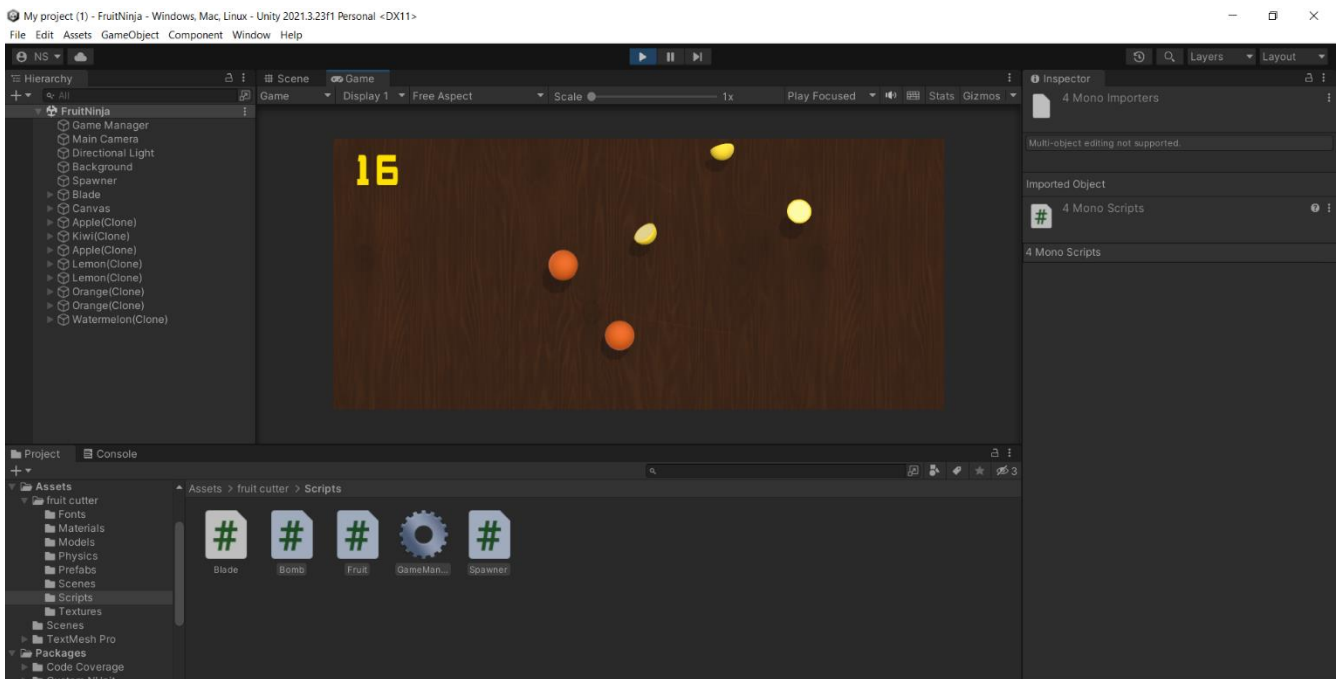 My project (1) - FruitNinja - Windows, Mac, Linux - Unity 2021.3.23f1 Personal <DX11>
File Edit Assets GameObject Component Window Help
NS Layers Layout
Hierarchy
All
FruitNinja
Game Manager
Main Camera
Directional Light
Background
Spawner
Blade
Canvas
Apple(Clone)
Kiwi(Clone)
Apple(Clone)
Lemon(Clone)
Lemon(Clone)
Orange(Clone)
Orange(Clone)
Watermelon(Clone)
Scene Game
Game Display 1 Free Aspect Scale 1x Play Focused Stats Gizmos
16
Inspector
4 Mono Importers
Multi-object editing not supported.
Imported Object
4 Mono Scripts
4 Mono Scripts
Project Console
3
Assets
fruit cutter
Fonts
Materials
Models
Physics
Prefabs
Scenes
Scripts
Textures
Scenes
TextMesh Pro
Packages
Code Coverage
Assets > fruit cutter > Scripts
# # # #
Blade Bomb Fruit GameMan... Spawner